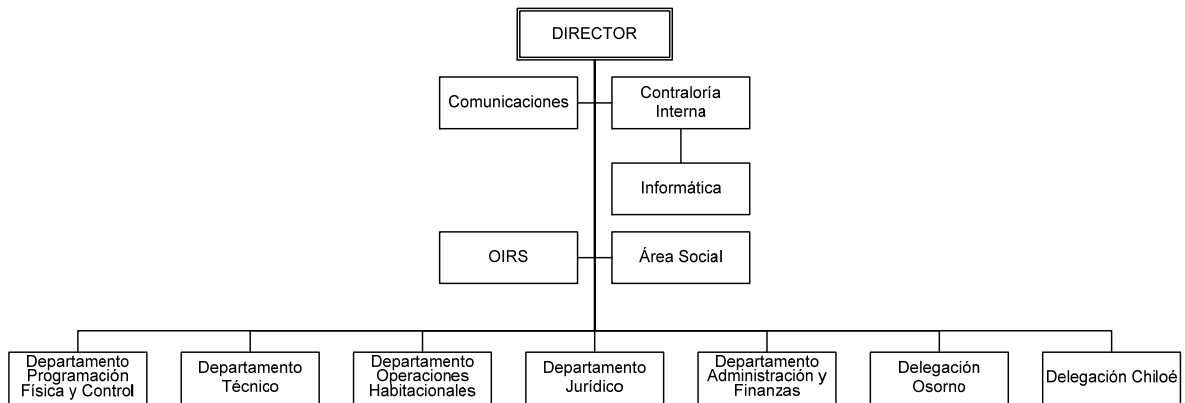 DIRECTOR
Comunicaciones
Contraloría
Interna
Informática
OIRS
Área Social
Departamento
Programación
Física y Control
Departamento
Técnico
Departamento
Operaciones
Habitacionales
Departamento
Jurídico
Departamento
Administración y
Finanzas
Delegación
Osorno
Delegación Chiloé